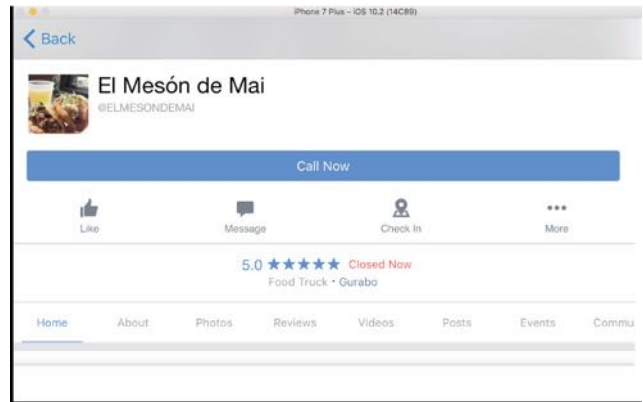 iPhone 7 Plus – iOS 10.2 (14C89)
Back
El Mesón de Mai
@ELMESONDEMAI
Call Now
Like Message Check In More
5.0 ★★★★★ Closed Now
Food Truck • Gurabo
Home About Photos Reviews Videos Posts Events Commu